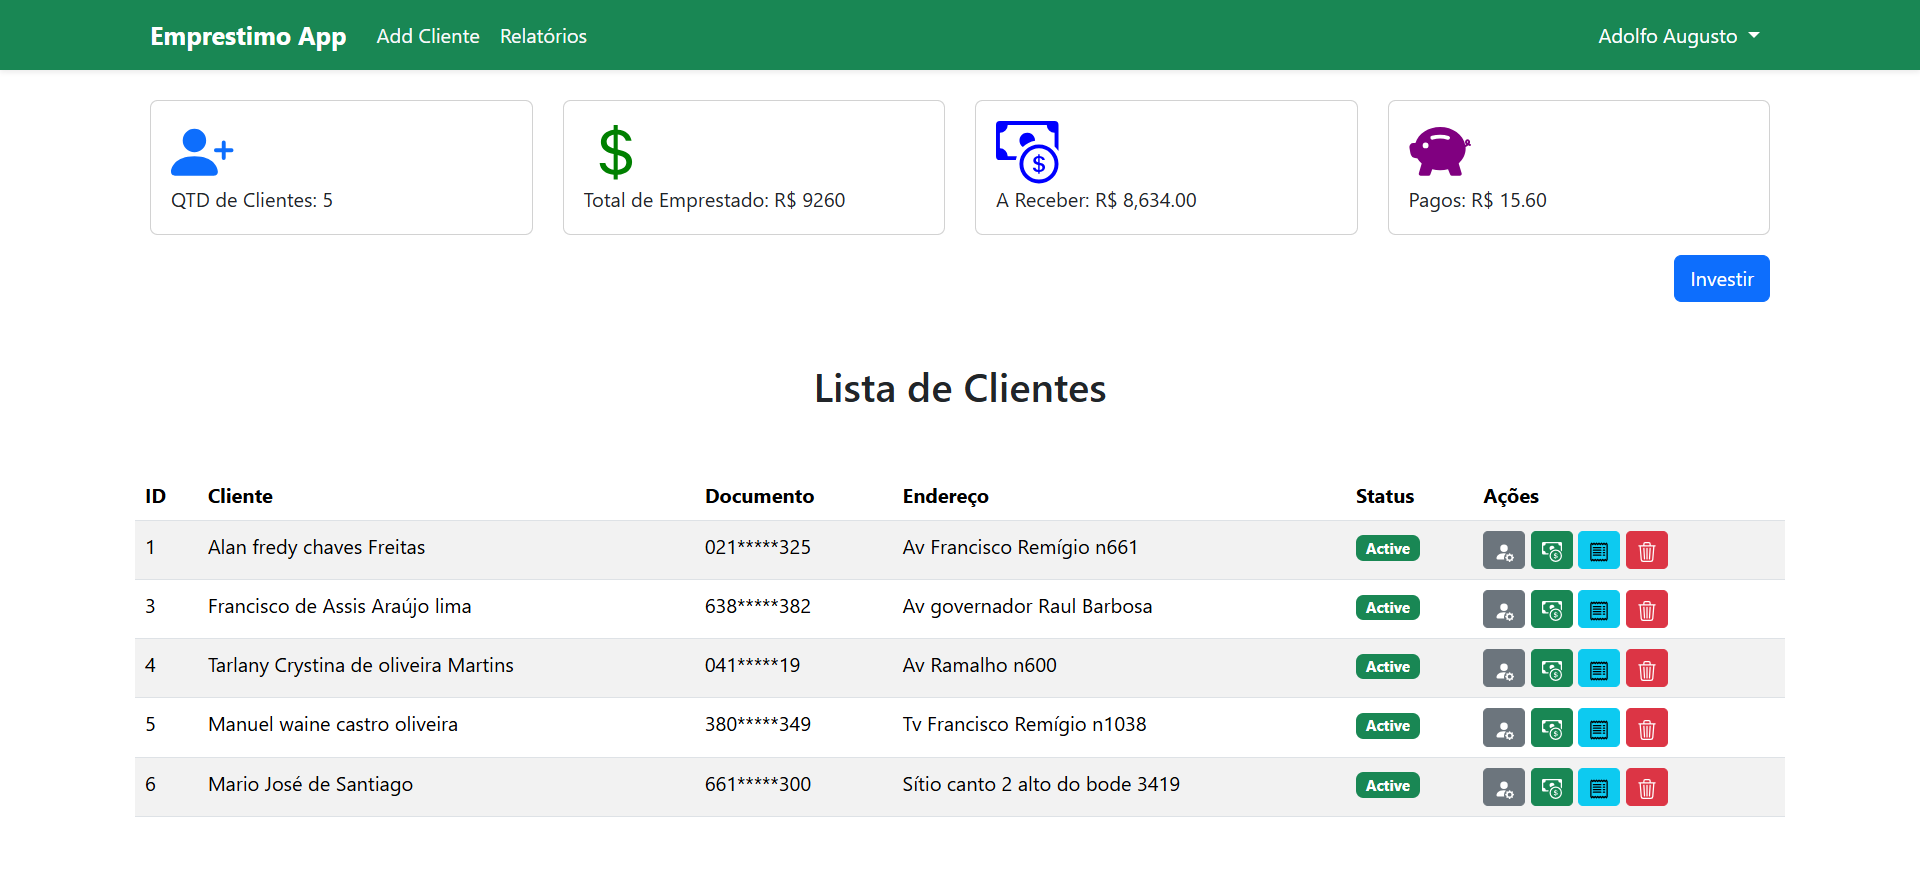 Emprestimo App Add Cliente Relatórios Adolfo Augusto
QTD de Clientes: 5
Total de Emprestado: R$ 9260
A Receber: R$ 8,634.00
Pagos: R$ 15.60
Investir
Lista de Clientes
ID Cliente Documento Endereço Status Ações
1 Alan fredy chaves Freitas 021*****325 Av Francisco Remígio n661 Active
3 Francisco de Assis Araújo lima 638*****382 Av governador Raul Barbosa Active
4 Tarlany Crystina de oliveira Martins 041*****19 Av Ramalho n600 Active
5 Manuel waine castro oliveira 380*****349 Tv Francisco Remígio n1038 Active
6 Mario José de Santiago 661*****300 Sítio canto 2 alto do bode 3419 Active